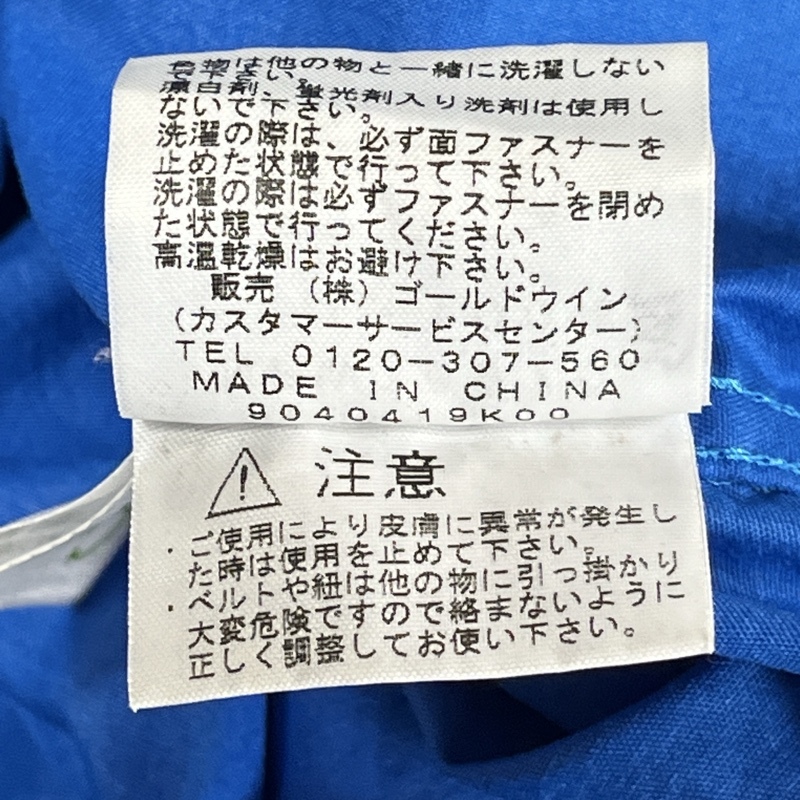 色物は他の物と一緒に洗濯しない
で下さい。
漂白剤、蛍光剤入り洗剤は使用し
ないで下さい。
洗濯の際は、必ず面ファスナーを
止めた状態で行って下さい。
洗濯の際は必ずファスナーを閉め
た状態で行ってください。
高温乾燥はお避け下さい。
販売 （株）ゴールドウイン
（カスタマーサービスセンター）
TEL 0120-307-560
MADE IN CHINA
9040419K00
注意
・ご使用により皮膚に異常が発生し
た時は使用を止めて下さい。
・ベルトや紐は他の物に引っ掛かり
大変危険ですので絡まないように
正しく調整してお使い下さい。